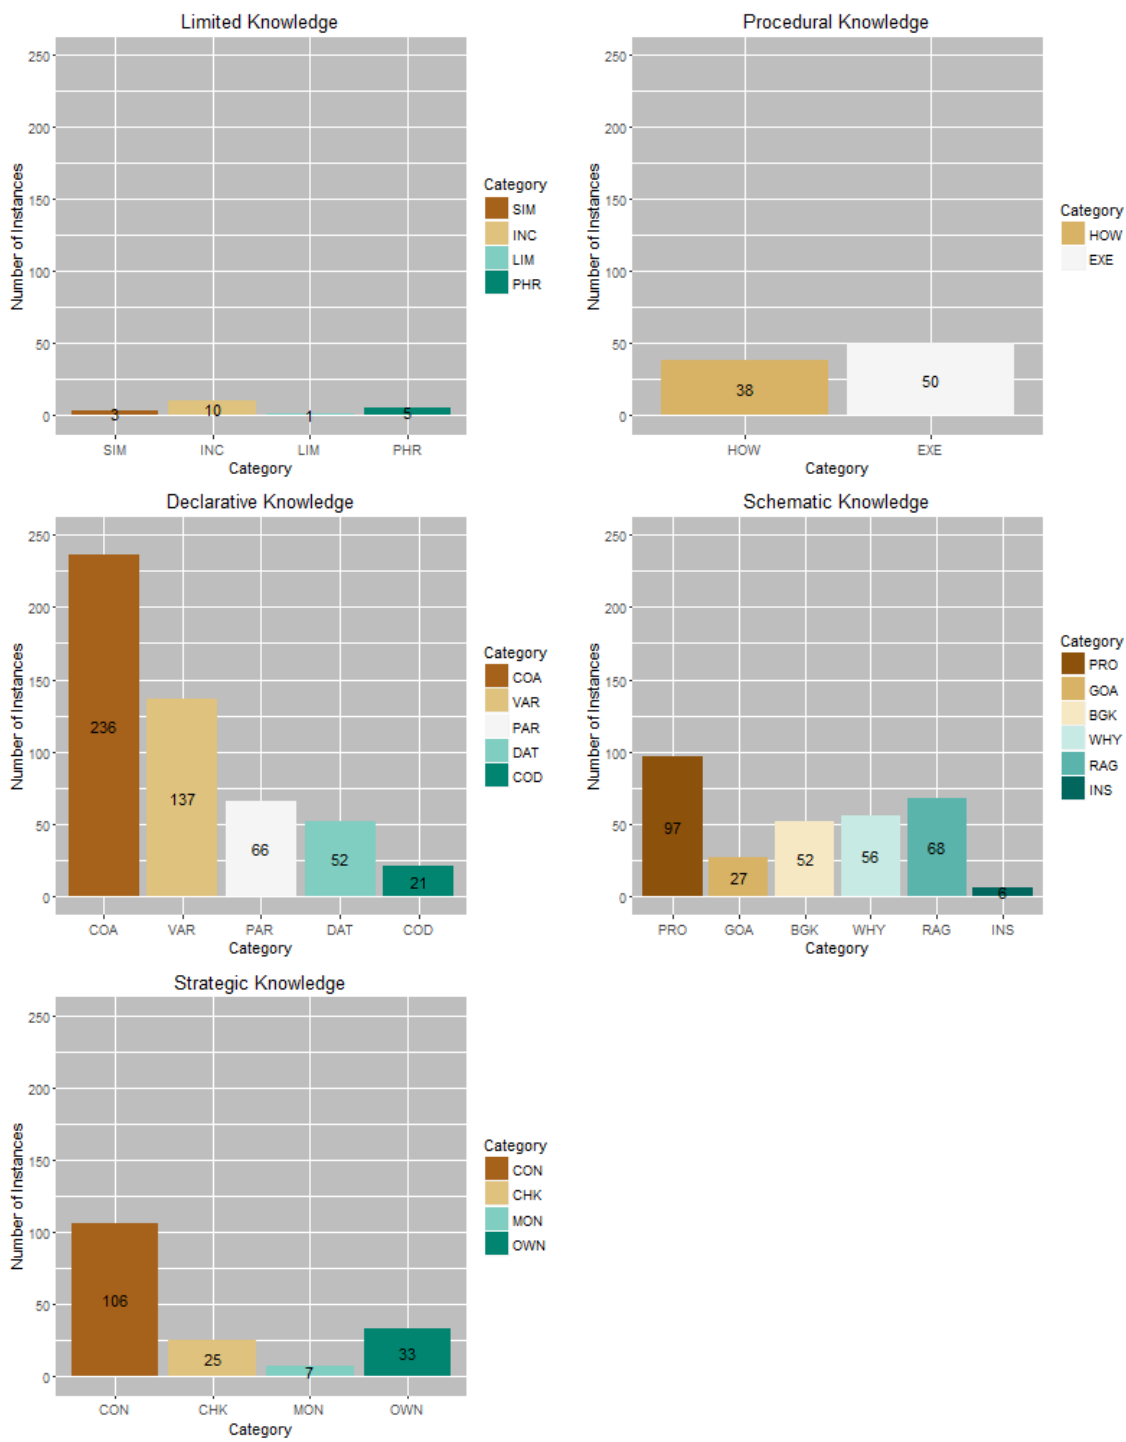 Limited Knowledge
Number of Instances
250
200
150
100
50
0
3
10
1
5
SIM INC LIM PHR
Category
Category
SIM
INC
LIM
PHR
Procedural Knowledge
Number of Instances
250
200
150
100
50
0
38
50
HOW EXE
Category
Category
HOW
EXE
Declarative Knowledge
Number of Instances
250
200
150
100
50
0
236
137
66
52
21
COA VAR PAR DAT COD
Category
Category
COA
VAR
PAR
DAT
COD
Schematic Knowledge
Number of Instances
250
200
150
100
50
0
97
27
52
56
68
6
PRO GOA BGK WHY RAG INS
Category
Category
PRO
GOA
BGK
WHY
RAG
INS
Strategic Knowledge
Number of Instances
250
200
150
100
50
0
106
25
7
33
CON CHK MON OWN
Category
Category
CON
CHK
MON
OWN